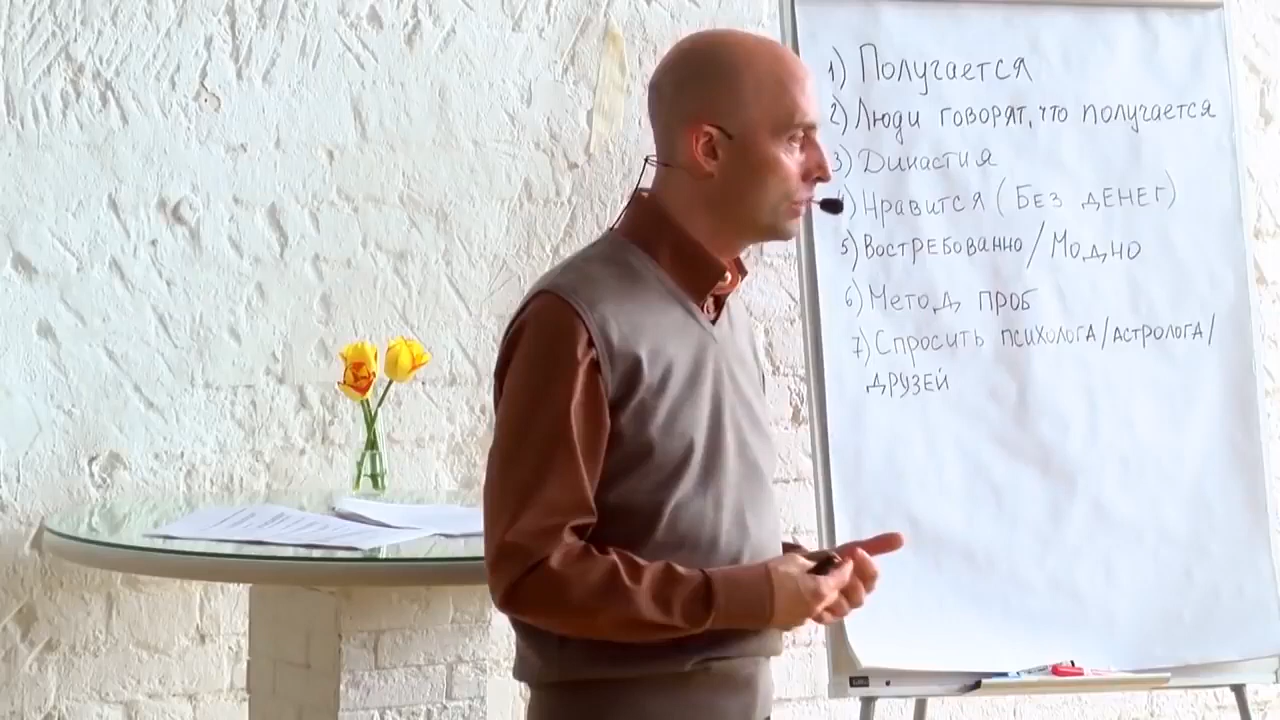 1) Получается
2) Люди говорят, что получается
3) Династия
4) Нравится (Без денег)
5) Востребованно / Модно
6) Метод проб
7) Спросить психолога/астролога/
друзей